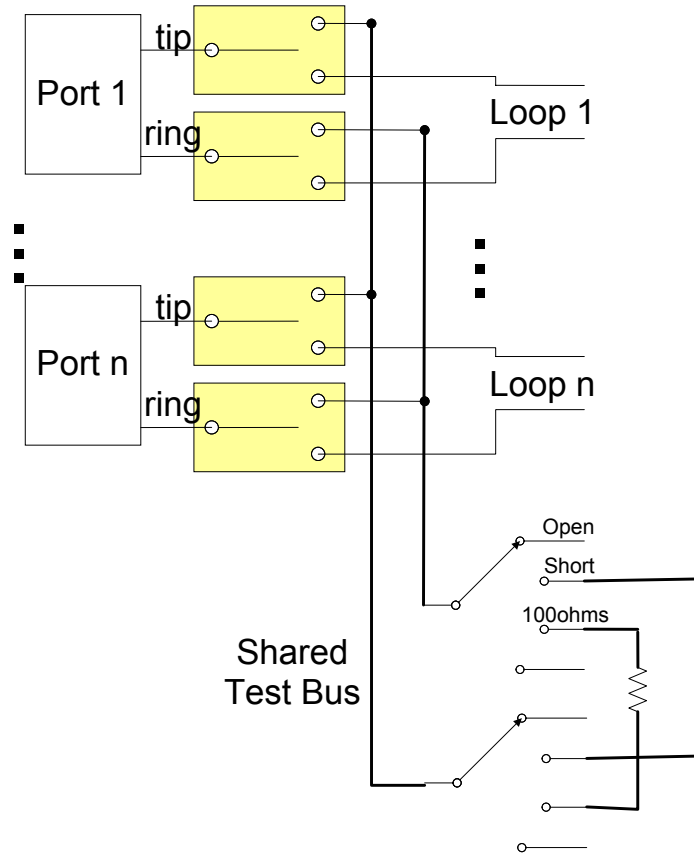 tip
Port 1
ring
Loop 1
tip
Port n
ring
Loop n
Open
Short
100ohms
Shared
Test Bus